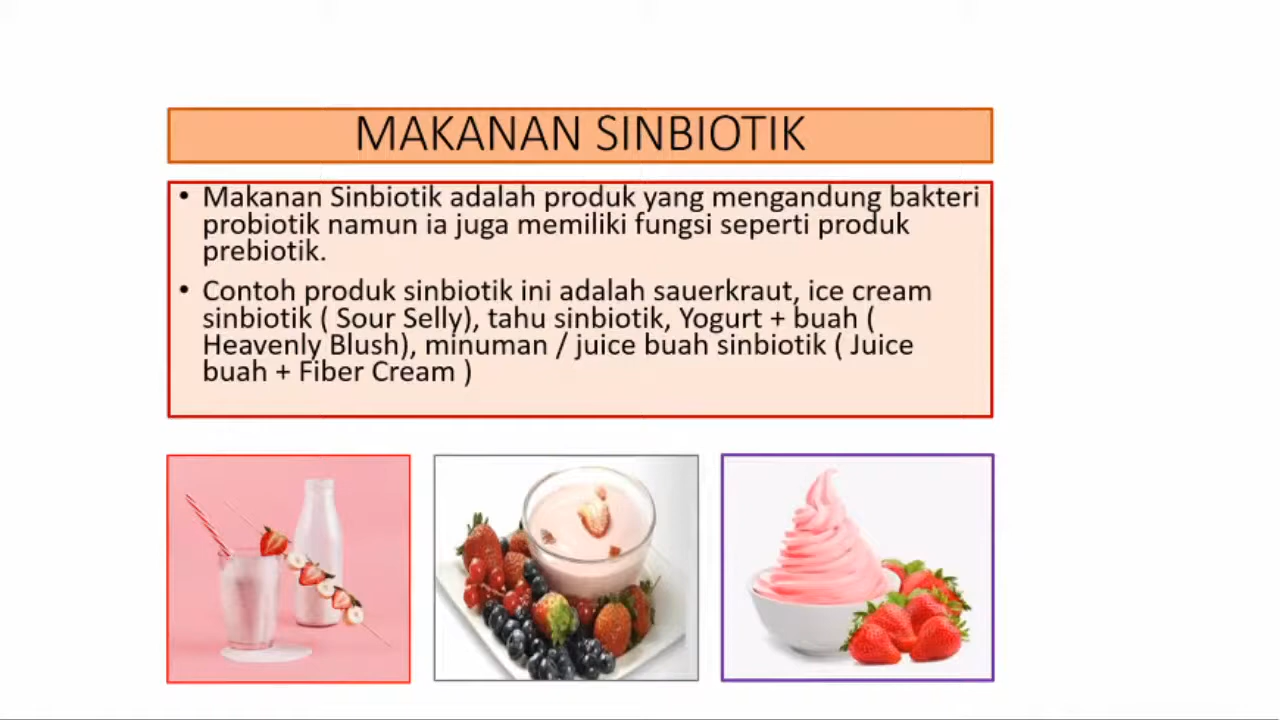 MAKANAN SINBIOTIK
• Makanan Sinbiotik adalah produk yang mengandung bakteri
probiotik namun ia juga memiliki fungsi seperti produk
prebiotik.
• Contoh produk sinbiotik ini adalah sauerkraut, ice cream
sinbiotik ( Sour Selly), tahu sinbiotik, Yogurt + buah (
Heavenly Blush), minuman / juice buah sinbiotik ( Juice
buah + Fiber Cream )